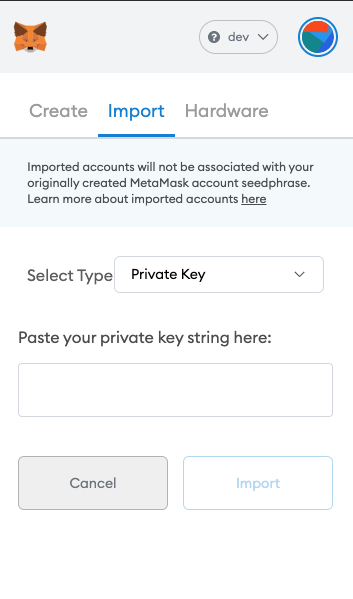 dev
Create Import Hardware
Imported accounts will not be associated with your
originally created MetaMask account seedphrase.
Learn more about imported accounts here
Select Type Private Key
Paste your private key string here:
Cancel Import